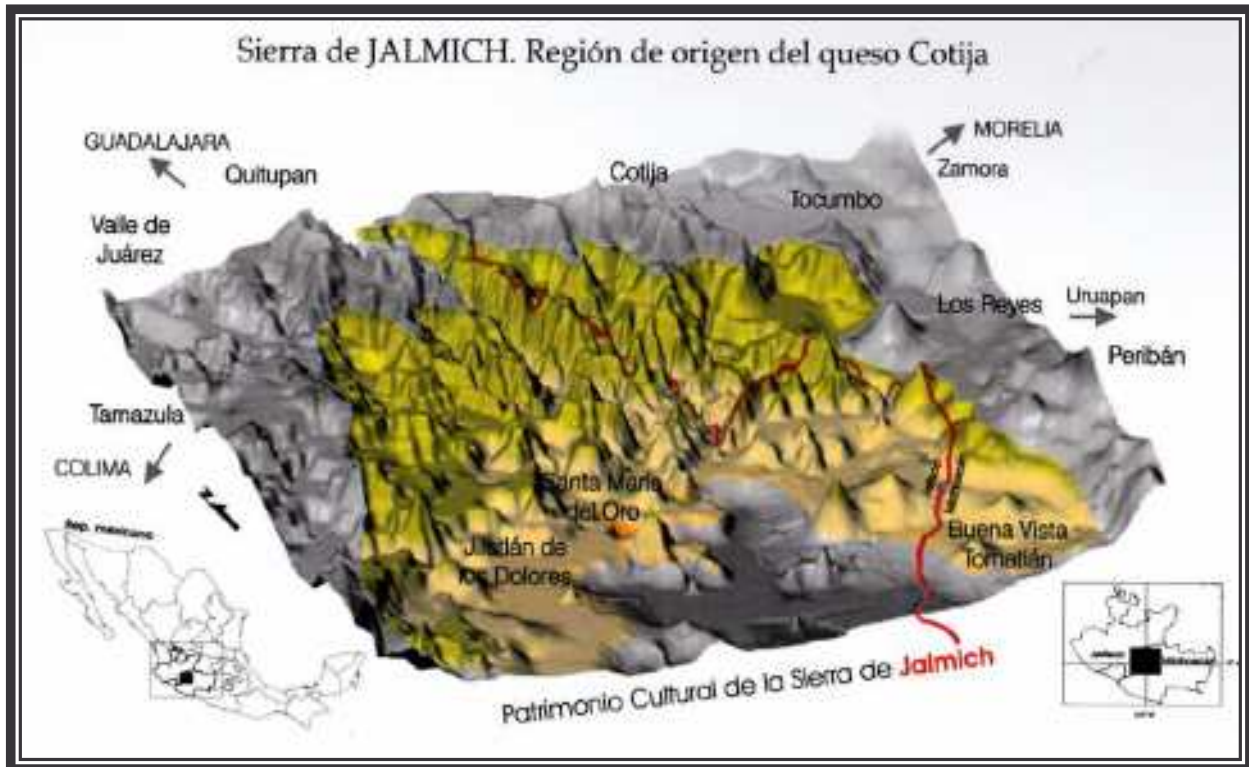 Sierra de JALMICH. Región de origen del queso Cotija
GUADALAJARA
Quitupan
Cotija
MORELIA
Zamora
Tocumbo
Valle de
Juárez
Los Reyes
Uruapan
Peribán
Tamazula
COLIMA
Santa María
del Oro
Jilotlán de
los Dolores
Buena Vista
Tomatlán
Rep. mexicana
Patrimonio Cultural de la Sierra de Jalmich